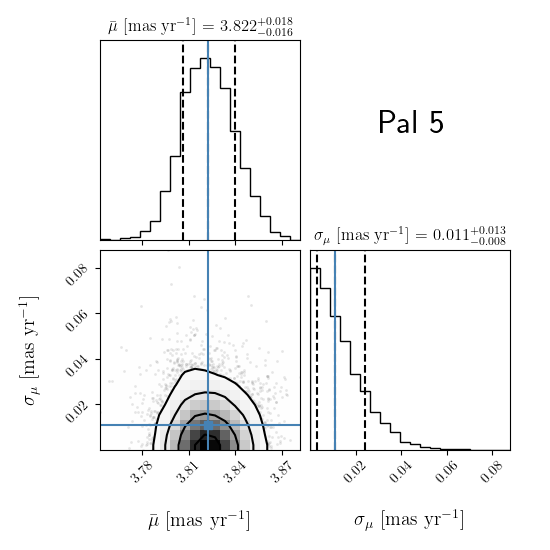 μ̄ [mas yr⁻¹] = 3.822⁺⁰·⁰¹⁸₋₀.₀₁₆
Pal 5
σ_μ [mas yr⁻¹] = 0.011⁺⁰·⁰¹³₋₀.₀₀₈
0.08
0.06
0.04
0.02
σ_μ [mas yr⁻¹]
3.78 3.81 3.84 3.87
0.02 0.04 0.06 0.08
μ̄ [mas yr⁻¹]
σ_μ [mas yr⁻¹]